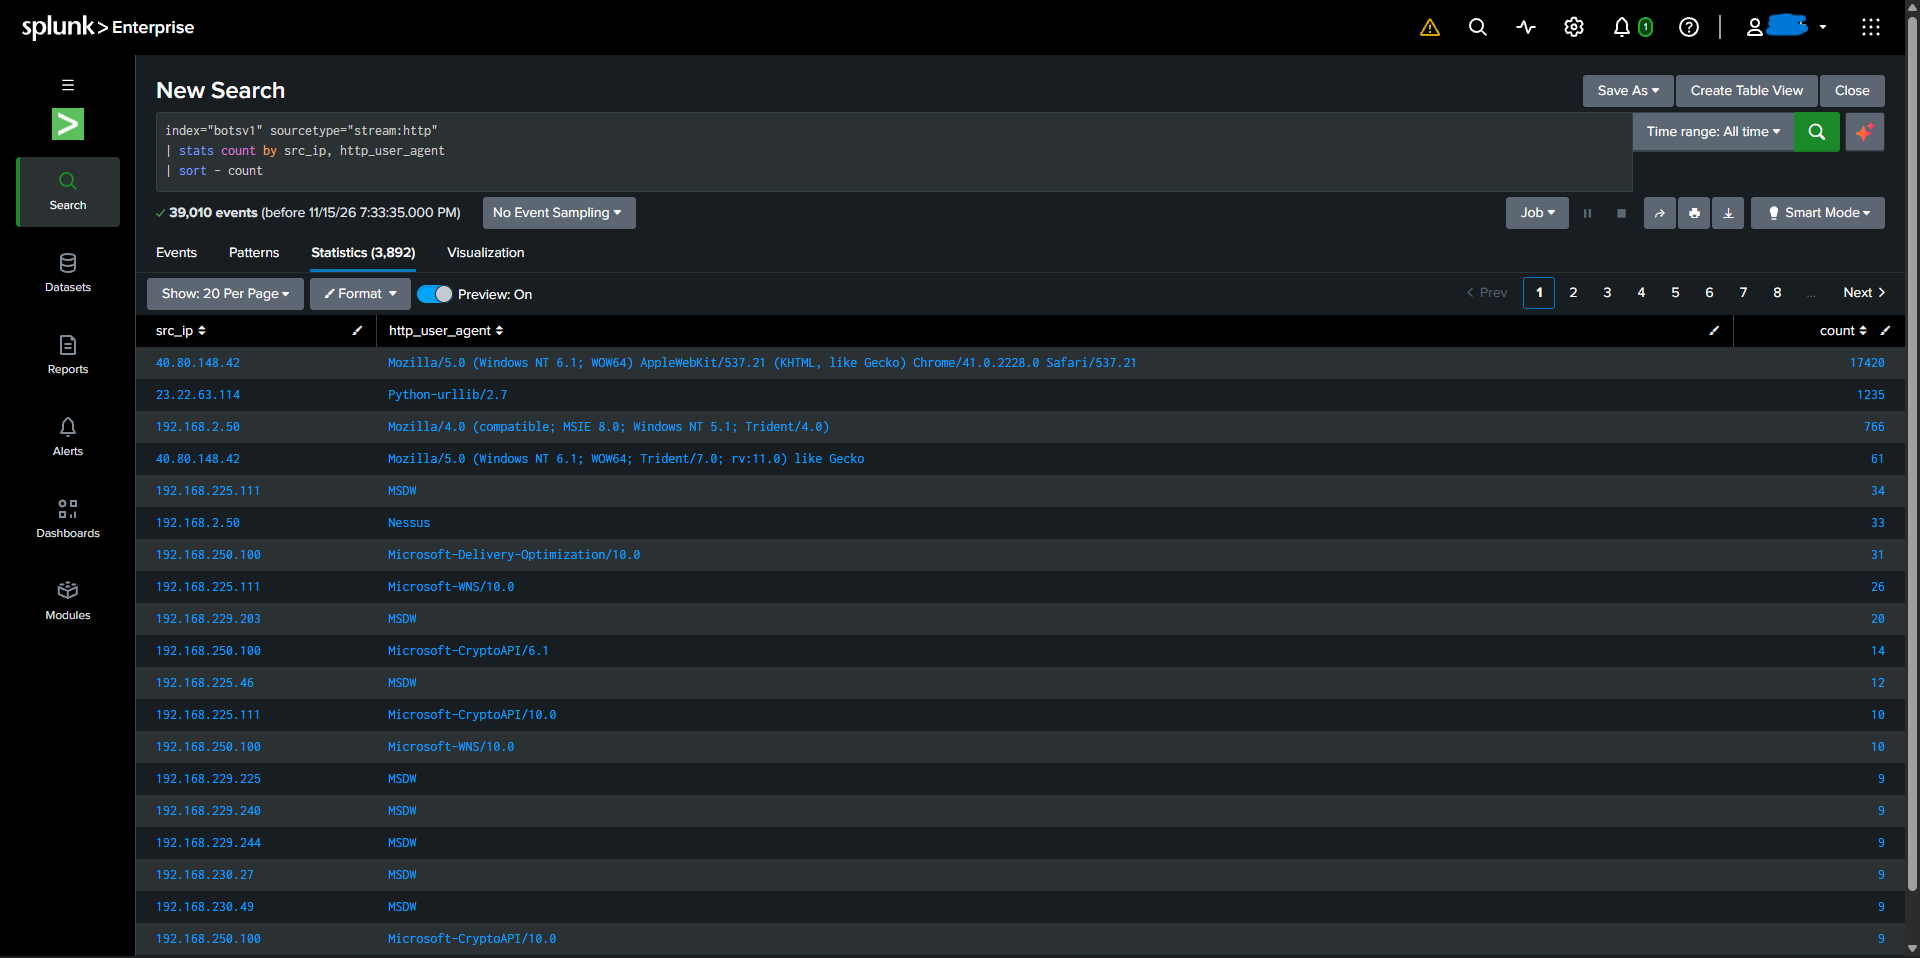 splunk> Enterprise
1
New Search
Save As
Create Table View
Close
index="botsv1" sourcetype="stream:http"
| stats count by src_ip, http_user_agent
| sort - count
Time range: All time
Search
Datasets
Reports
Alerts
Dashboards
Modules
39,010 events (before 11/15/26 7:33:35.000 PM)
No Event Sampling
Job
Smart Mode
Events Patterns Statistics (3,892) Visualization
Show: 20 Per Page Format Preview: On
< Prev 1 2 3 4 5 6 7 8 ... Next >
src_ip http_user_agent count
40.80.148.42 Mozilla/5.0 (Windows NT 6.1; WOW64) AppleWebKit/537.21 (KHTML, like Gecko) Chrome/41.0.2228.0 Safari/537.21 17420
23.22.63.114 Python-urllib/2.7 1235
192.168.2.50 Mozilla/4.0 (compatible; MSIE 8.0; Windows NT 5.1; Trident/4.0) 766
40.80.148.42 Mozilla/5.0 (Windows NT 6.1; WOW64; Trident/7.0; rv:11.0) like Gecko 61
192.168.225.111 MSDW 34
192.168.2.50 Nessus 33
192.168.250.100 Microsoft-Delivery-Optimization/10.0 31
192.168.225.111 Microsoft-WNS/10.0 26
192.168.229.203 MSDW 20
192.168.250.100 Microsoft-CryptoAPI/6.1 14
192.168.225.46 MSDW 12
192.168.225.111 Microsoft-CryptoAPI/10.0 10
192.168.250.100 Microsoft-WNS/10.0 10
192.168.229.225 MSDW 9
192.168.229.240 MSDW 9
192.168.229.244 MSDW 9
192.168.230.27 MSDW 9
192.168.230.49 MSDW 9
192.168.250.100 Microsoft-CryptoAPI/10.0 9